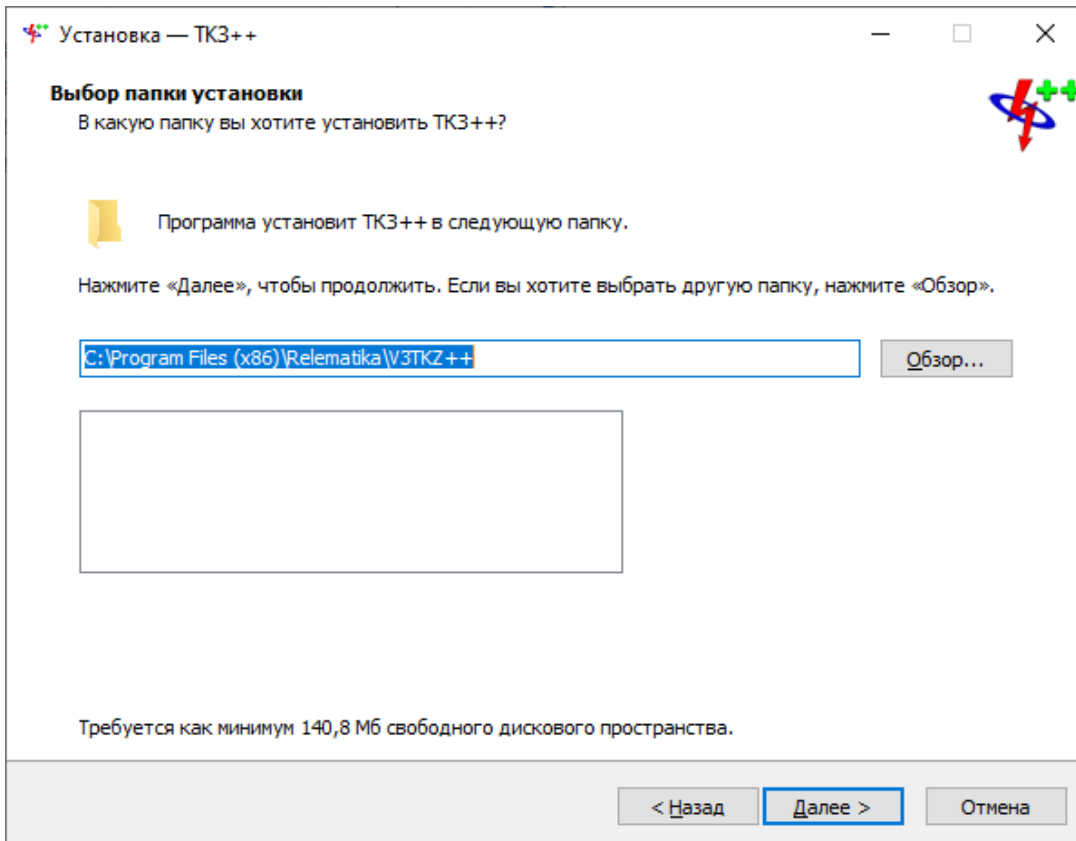 Установка — ТКЗ++
Выбор папки установки
В какую папку вы хотите установить ТКЗ++?
Программа установит ТКЗ++ в следующую папку.
Нажмите «Далее», чтобы продолжить. Если вы хотите выбрать другую папку, нажмите «Обзор».
C:\Program Files (x86)\Relematika\V3TKZ++
Обзор...
Требуется как минимум 140,8 Мб свободного дискового пространства.
< Назад
Далее >
Отмена